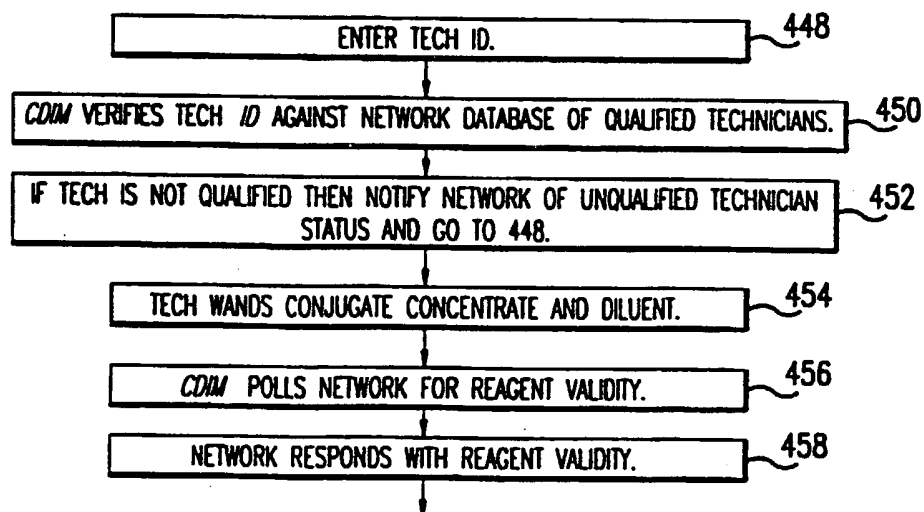 ENTER TECH ID.
448
CDIM VERIFIES TECH ID AGAINST NETWORK DATABASE OF QUALIFIED TECHNICIANS.
450
IF TECH IS NOT QUALIFIED THEN NOTIFY NETWORK OF UNQUALIFIED TECHNICIAN
STATUS AND GO TO 448.
452
TECH WANDS CONJUGATE CONCENTRATE AND DILUENT.
454
CDIM POLLS NETWORK FOR REAGENT VALIDITY.
456
NETWORK RESPONDS WITH REAGENT VALIDITY.
458